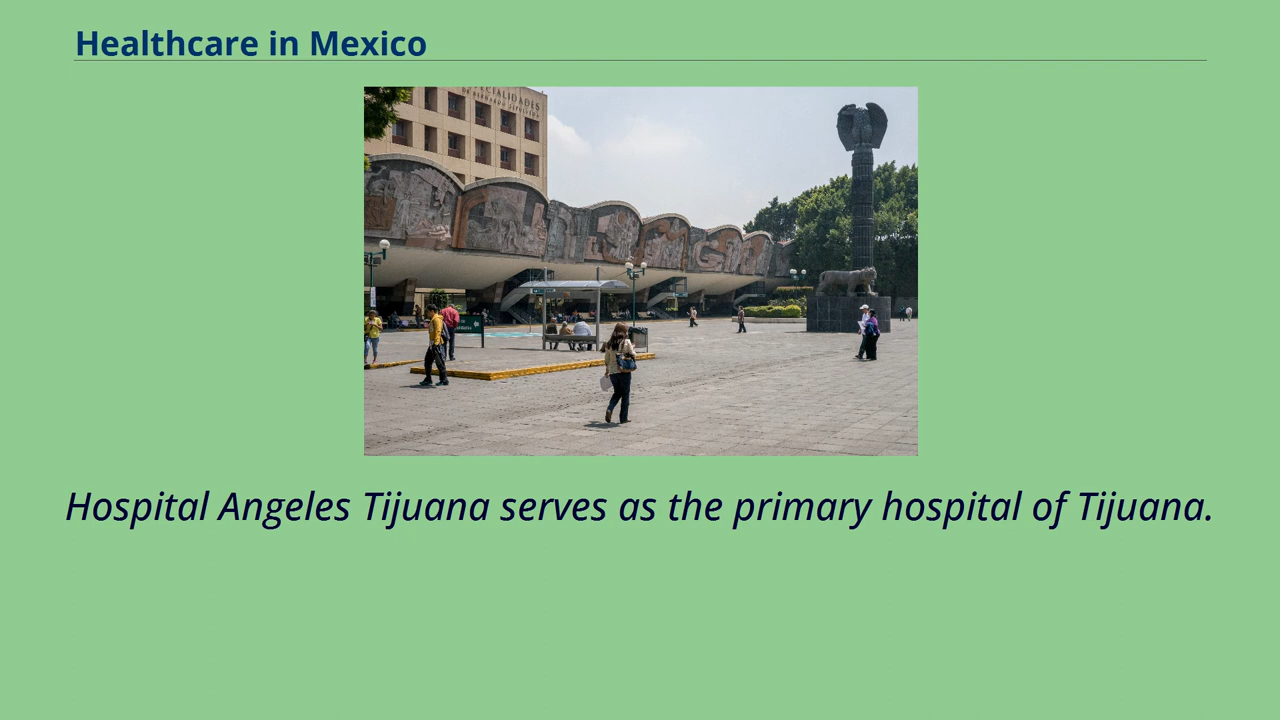 Healthcare in Mexico
Hospital Angeles Tijuana serves as the primary hospital of Tijuana.